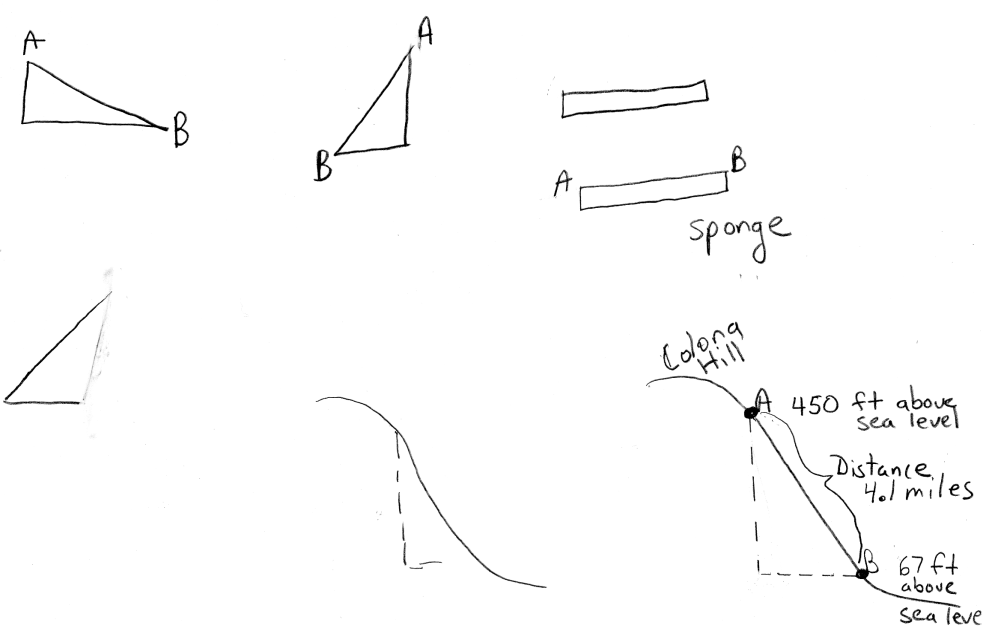 A
B
A
B
A
B
sponge
Colona
Hill
A
450 ft above
sea level
Distance
4.1 miles
B
67 ft
above
sea leve